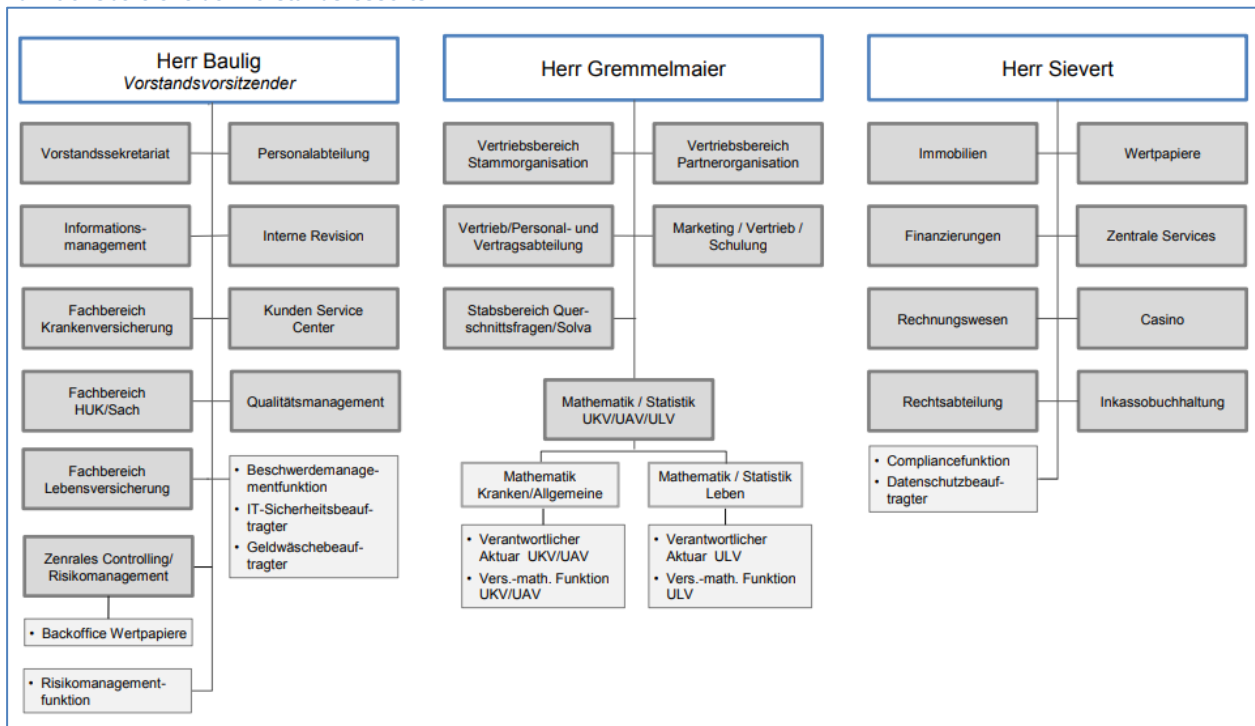 Herr Baulig
Vorstandsvorsitzender
Vorstandssekretariat
Personalabteilung
Informations-
management
Interne Revision
Fachbereich
Krankenversicherung
Kunden Service
Center
Fachbereich
HUK/Sach
Qualitätsmanagement
Fachbereich
Lebensversicherung
• Beschwerdemanage-
mentfunktion
• IT-Sicherheitsbeauf-
tragter
• Geldwäschebeauf-
tragter
Zenrales Controlling/
Risikomanagement
• Backoffice Wertpapiere
• Risikomanagement-
funktion
Herr Gremmelmaier
Vertriebsbereich
Stammorganisation
Vertriebsbereich
Partnerorganisation
Vertrieb/Personal- und
Vertragsabteilung
Marketing / Vertrieb /
Schulung
Stabsbereich Quer-
schnittsfragen/Solva
Mathematik / Statistik
UKV/UAV/ULV
Mathematik
Kranken/Allgemeine
Mathematik / Statistik
Leben
• Verantwortlicher
Aktuar UKV/UAV
• Vers.-math. Funktion
UKV/UAV
• Verantwortlicher
Aktuar ULV
• Vers.-math. Funktion
ULV
Herr Sievert
Immobilien
Wertpapiere
Finanzierungen
Zentrale Services
Rechnungswesen
Casino
Rechtsabteilung
Inkassobuchhaltung
• Compliancefunktion
• Datenschutzbeauf-
tragter